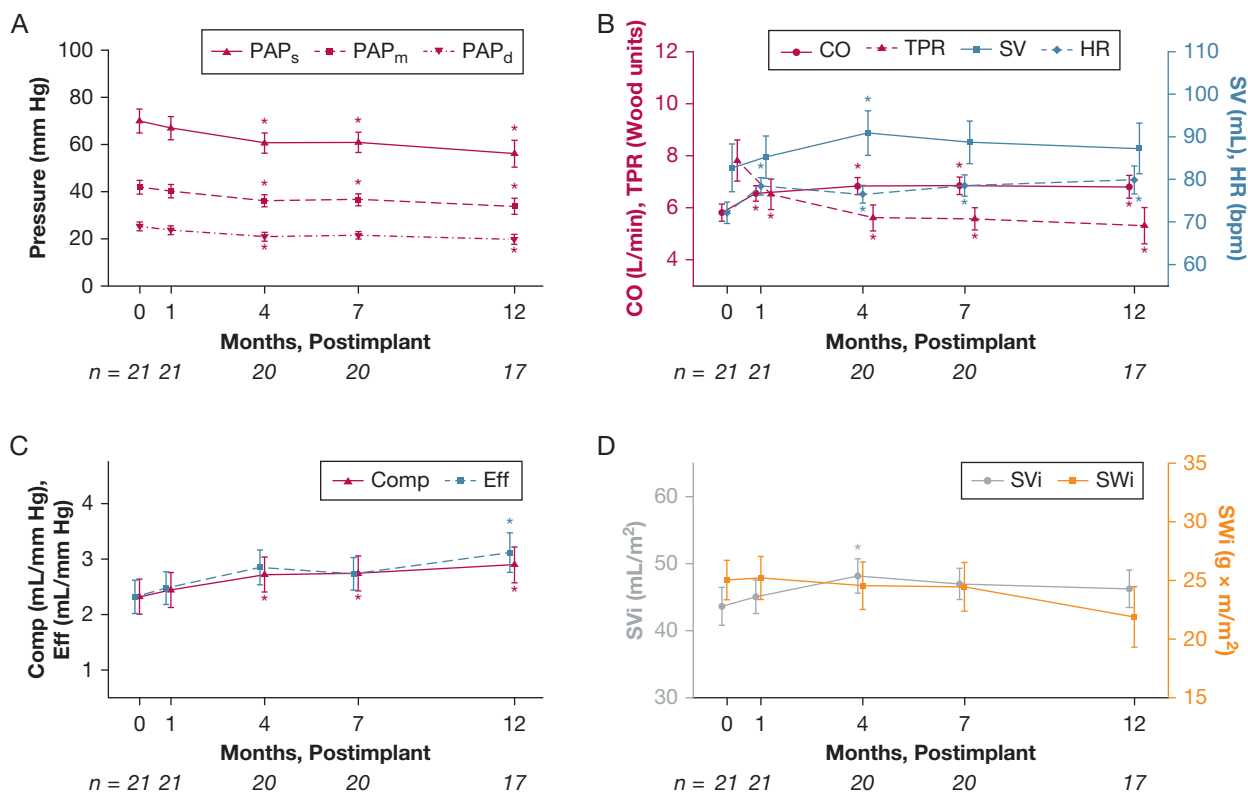 A
PAPs PAPm PAPd
Pressure (mm Hg)
100
80
60
40
20
0
* * *
* * *
* *
0 1 4 7 12
Months, Postimplant
n = 21 21 20 20 17
B
CO TPR SV HR
CO (L/min), TPR (Wood units)
12
10
8
6
4
SV (mL), HR (bpm)
110
100
90
80
70
60
*
* * *
* * * * *
* * * * *
0 1 4 7 12
Months, Postimplant
n = 21 21 20 20 17
C
Comp Eff
Comp (mL/mm Hg),
Eff (mL/mm Hg)
4
3
2
1
*
* * *
0 1 4 7 12
Months, Postimplant
n = 21 21 20 20 17
D
SVi SWi
SVi (mL/m²)
60
50
40
30
SWi (g × m/m²)
35
30
25
20
15
*
0 1 4 7 12
Months, Postimplant
n = 21 21 20 20 17